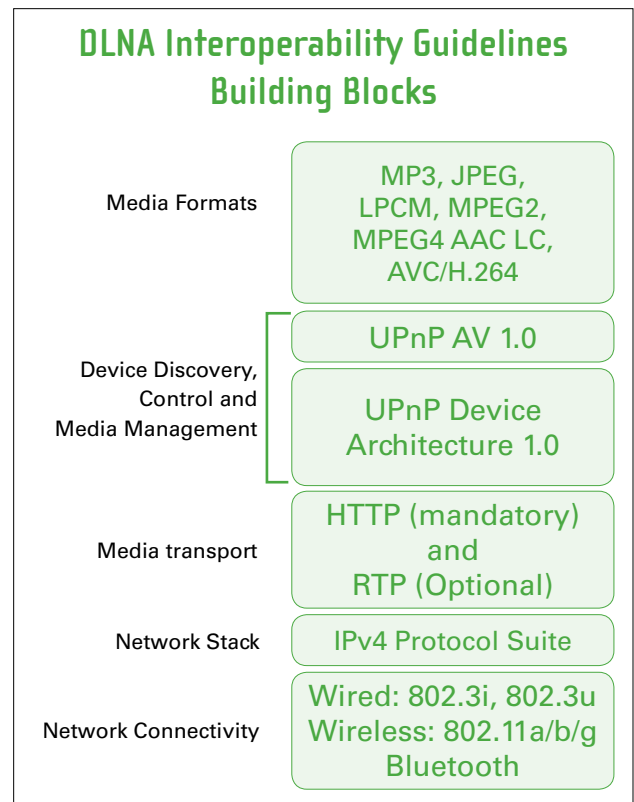 DLNA Interoperability Guidelines
Building Blocks
Media Formats
MP3, JPEG,
LPCM, MPEG2,
MPEG4 AAC LC,
AVC/H.264
Device Discovery,
Control and
Media Management
UPnP AV 1.0
UPnP Device
Architecture 1.0
Media transport
HTTP (mandatory)
and
RTP (Optional)
Network Stack
IPv4 Protocol Suite
Network Connectivity
Wired: 802.3i, 802.3u
Wireless: 802.11a/b/g
Bluetooth